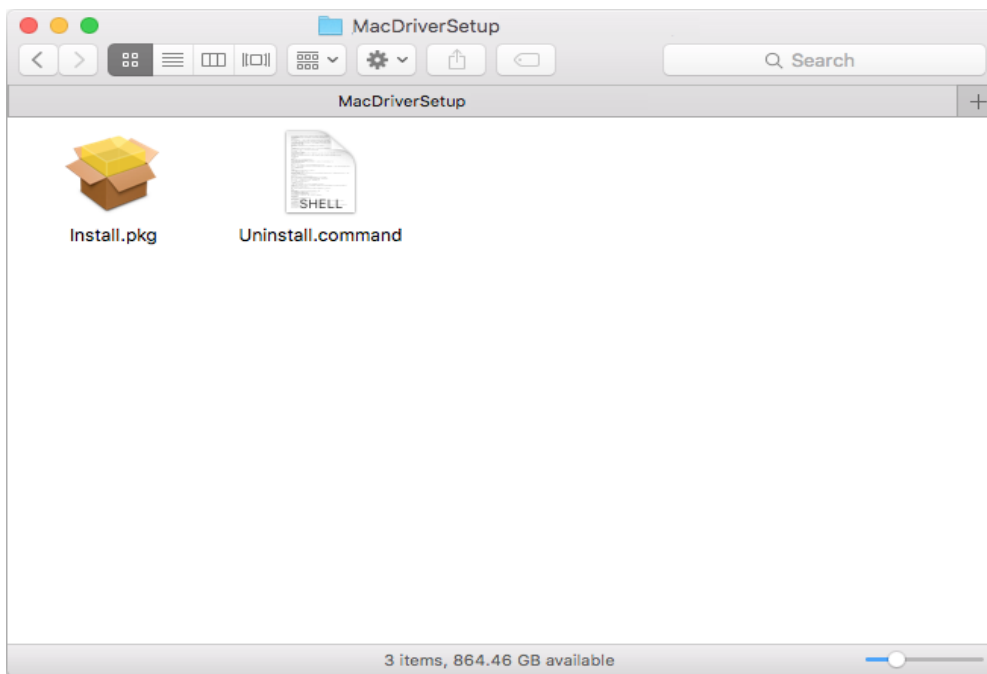 MacDriverSetup
Search
MacDriverSetup
SHELL
Install.pkg
Uninstall.command
3 items, 864.46 GB available